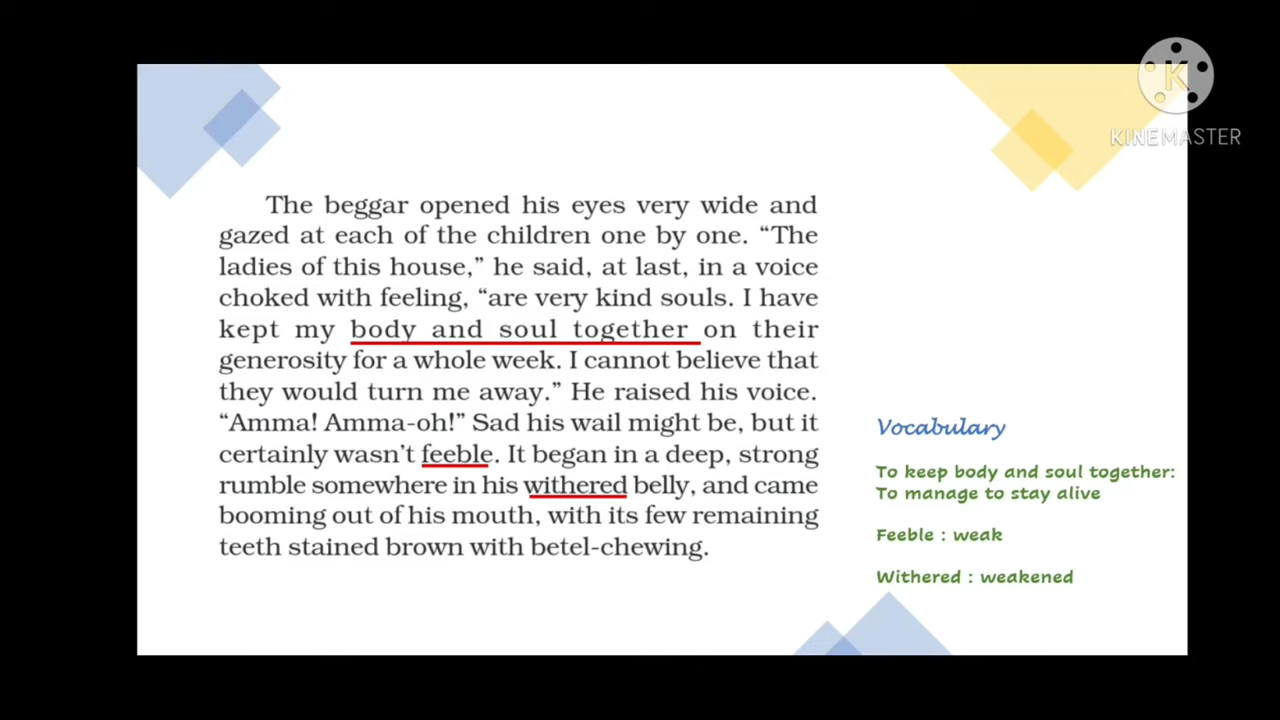 KINEMASTER
The beggar opened his eyes very wide and
gazed at each of the children one by one. “The
ladies of this house,” he said, at last, in a voice
choked with feeling, “are very kind souls. I have
kept my body and soul together on their
generosity for a whole week. I cannot believe that
they would turn me away.” He raised his voice.
“Amma! Amma-oh!” Sad his wail might be, but it
certainly wasn’t feeble. It began in a deep, strong
rumble somewhere in his withered belly, and came
booming out of his mouth, with its few remaining
teeth stained brown with betel-chewing.
Vocabulary
To keep body and soul together:
To manage to stay alive
Feeble : weak
Withered : weakened